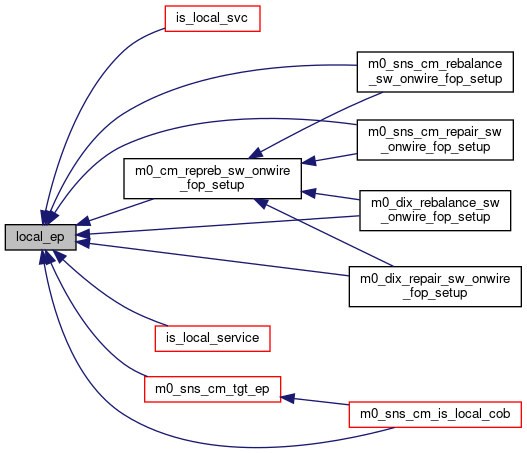 is_local_svc
m0_sns_cm_rebalance
_sw_onwire_fop_setup
m0_sns_cm_repair_sw
_onwire_fop_setup
m0_cm_repreb_sw_onwire
_fop_setup
m0_dix_rebalance_sw
_onwire_fop_setup
local_ep
m0_dix_repair_sw_onwire
_fop_setup
is_local_service
m0_sns_cm_tgt_ep
m0_sns_cm_is_local_cob